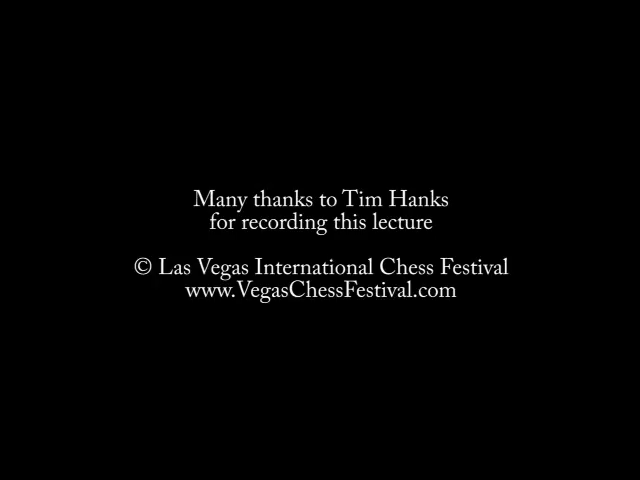 Many thanks to Tim Hanks
for recording this lecture
© Las Vegas International Chess Festival
www.VegasChessFestival.com